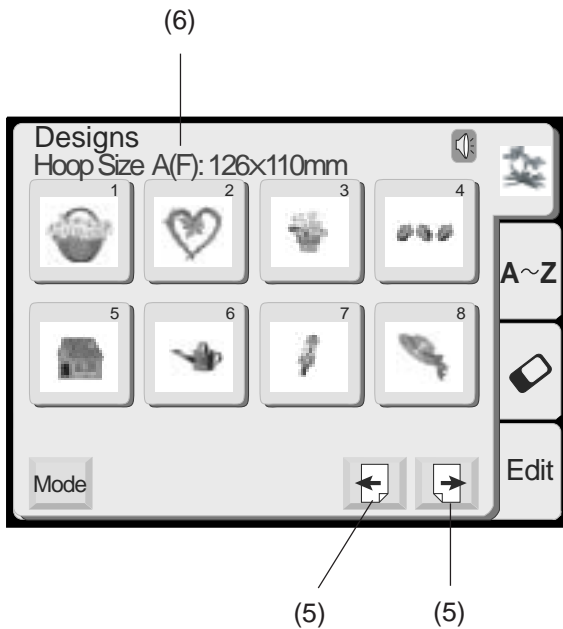 (6)
Designs
Hoop Size A(F): 126×110mm
1 2 3 4
A~Z
5 6 7 8
Mode
Edit
(5) (5)